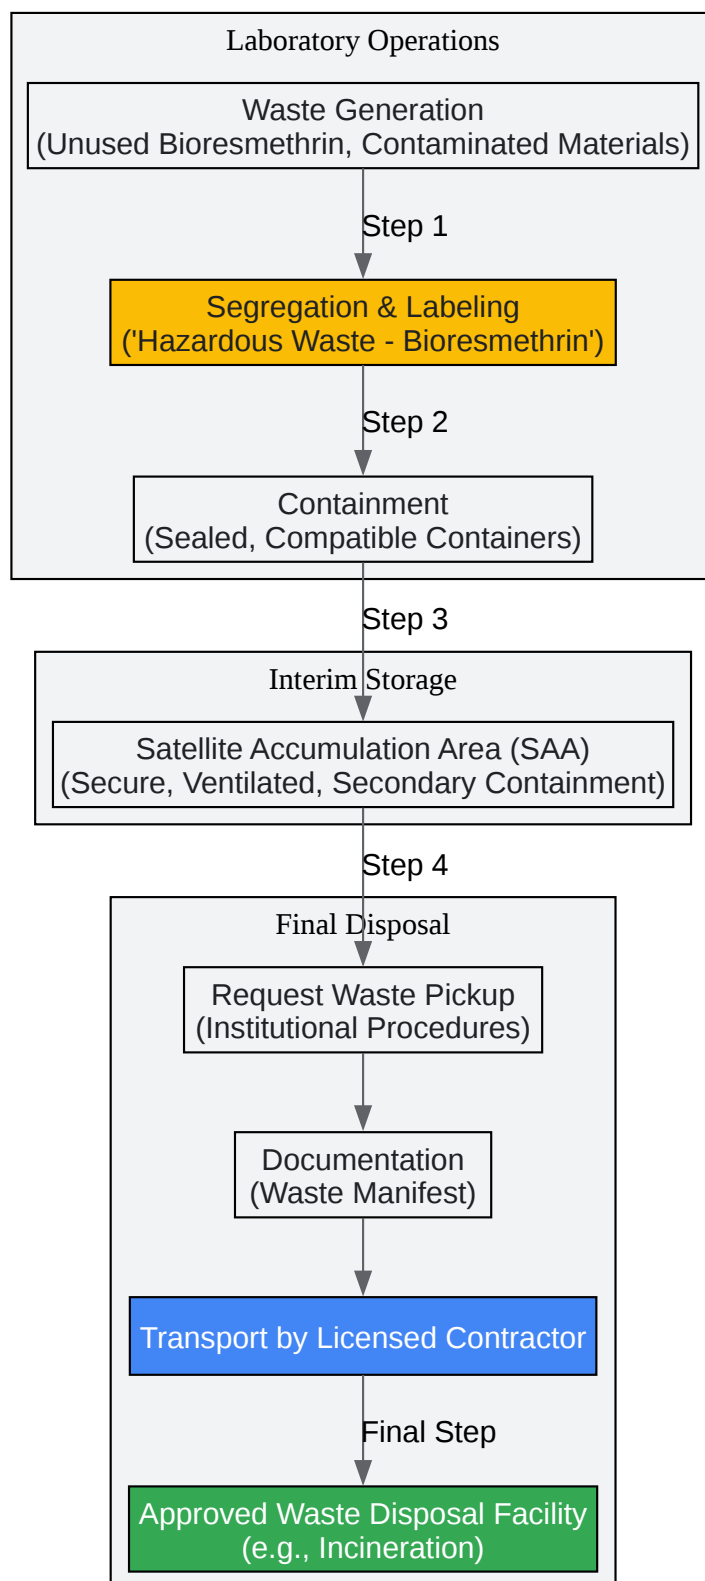 Laboratory Operations
Waste Generation
(Unused Bioresmethrin, Contaminated Materials)
Step 1
Segregation & Labeling
('Hazardous Waste - Bioresmethrin')
Step 2
Containment
(Sealed, Compatible Containers)
Step 3
Interim Storage
Satellite Accumulation Area (SAA)
(Secure, Ventilated, Secondary Containment)
Step 4
Final Disposal
Request Waste Pickup
(Institutional Procedures)
Documentation
(Waste Manifest)
Transport by Licensed Contractor
Final Step
Approved Waste Disposal Facility
(e.g., Incineration)